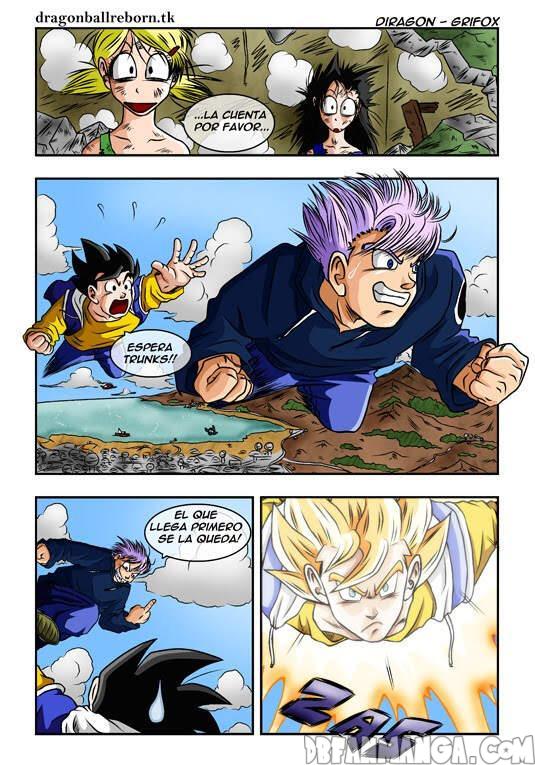 dragonballreborn.tk
DIRAGON - GRIFOX
...LA CUENTA
POR FAVOR...
ESPERA
TRUNKS!!
EL QUE
LLEGA PRIMERO
SE LA QUEDA!
ZAS
DBFANMANGA.COM